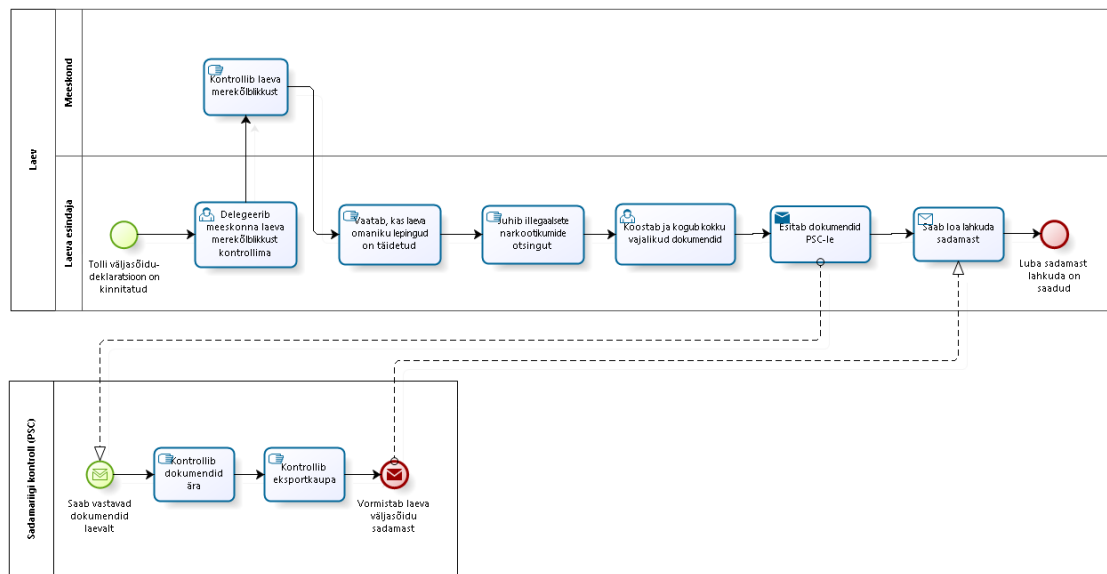 Laev
Meeskond
Kontrollib laeva
merekõlblikkust
Laeva esindaja
Tolli väljasõidu-
deklaratsioon on
kinnitatud
Delegeerib
meeskonna laeva
merekõlblikkust
kontrollima
Vaatab, kas laeva
omaniku lepingud
on täidetud
Juhib illegaalsete
narkootikumide
otsingut
Koostab ja kogub kokku
vajalikud dokumendid
Esitab dokumendid
PSC-le
Saab loa lahkuda
sadamast
Luba sadamast
lahkuda on
saadud
Sadamariigi kontroll (PSC)
Saab vastavad
dokumendid
laevalt
Kontrollib
dokumendid
ära
Kontrollib
eksportkaupa
Vormistab laeva
väljasõidu
sadamast